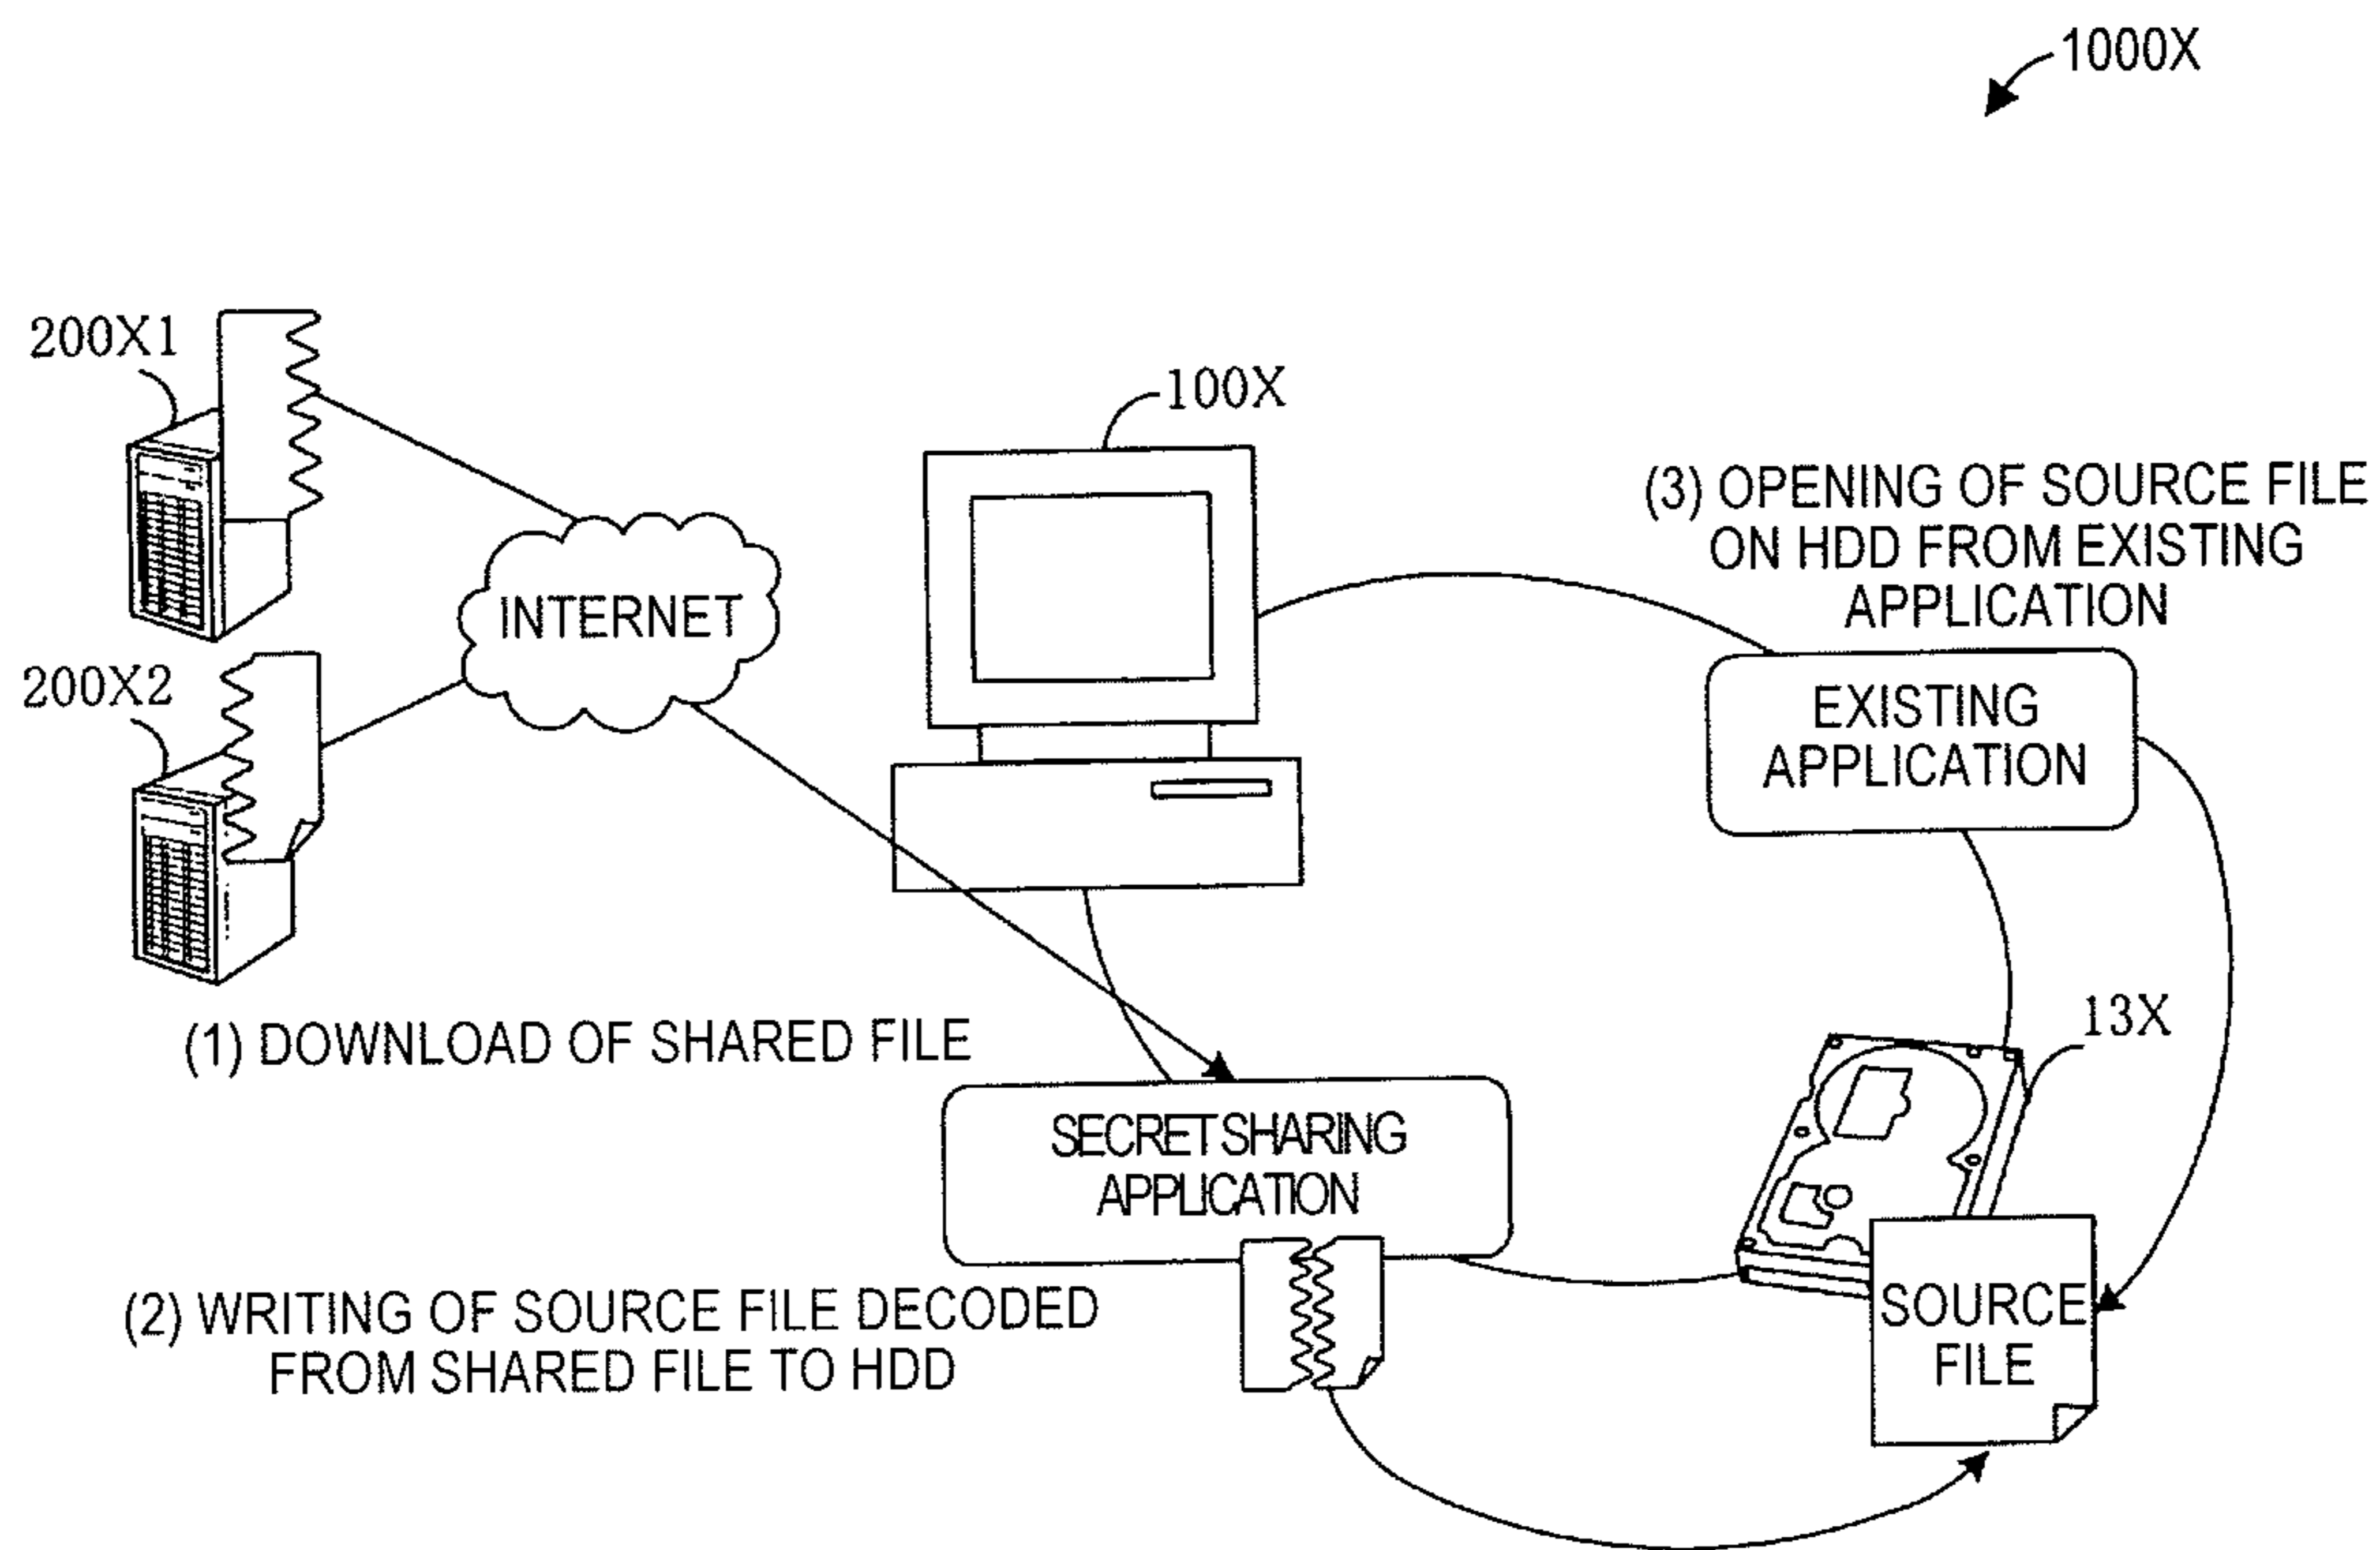 1000X
200X1
100X
(3) OPENING OF SOURCE FILE
ON HDD FROM EXISTING
APPLICATION
INTERNET
200X2
EXISTING
APPLICATION
13X
(1) DOWNLOAD OF SHARED FILE
SECRET SHARING
APPLICATION
(2) WRITING OF SOURCE FILE DECODED
FROM SHARED FILE TO HDD
SOURCE
FILE